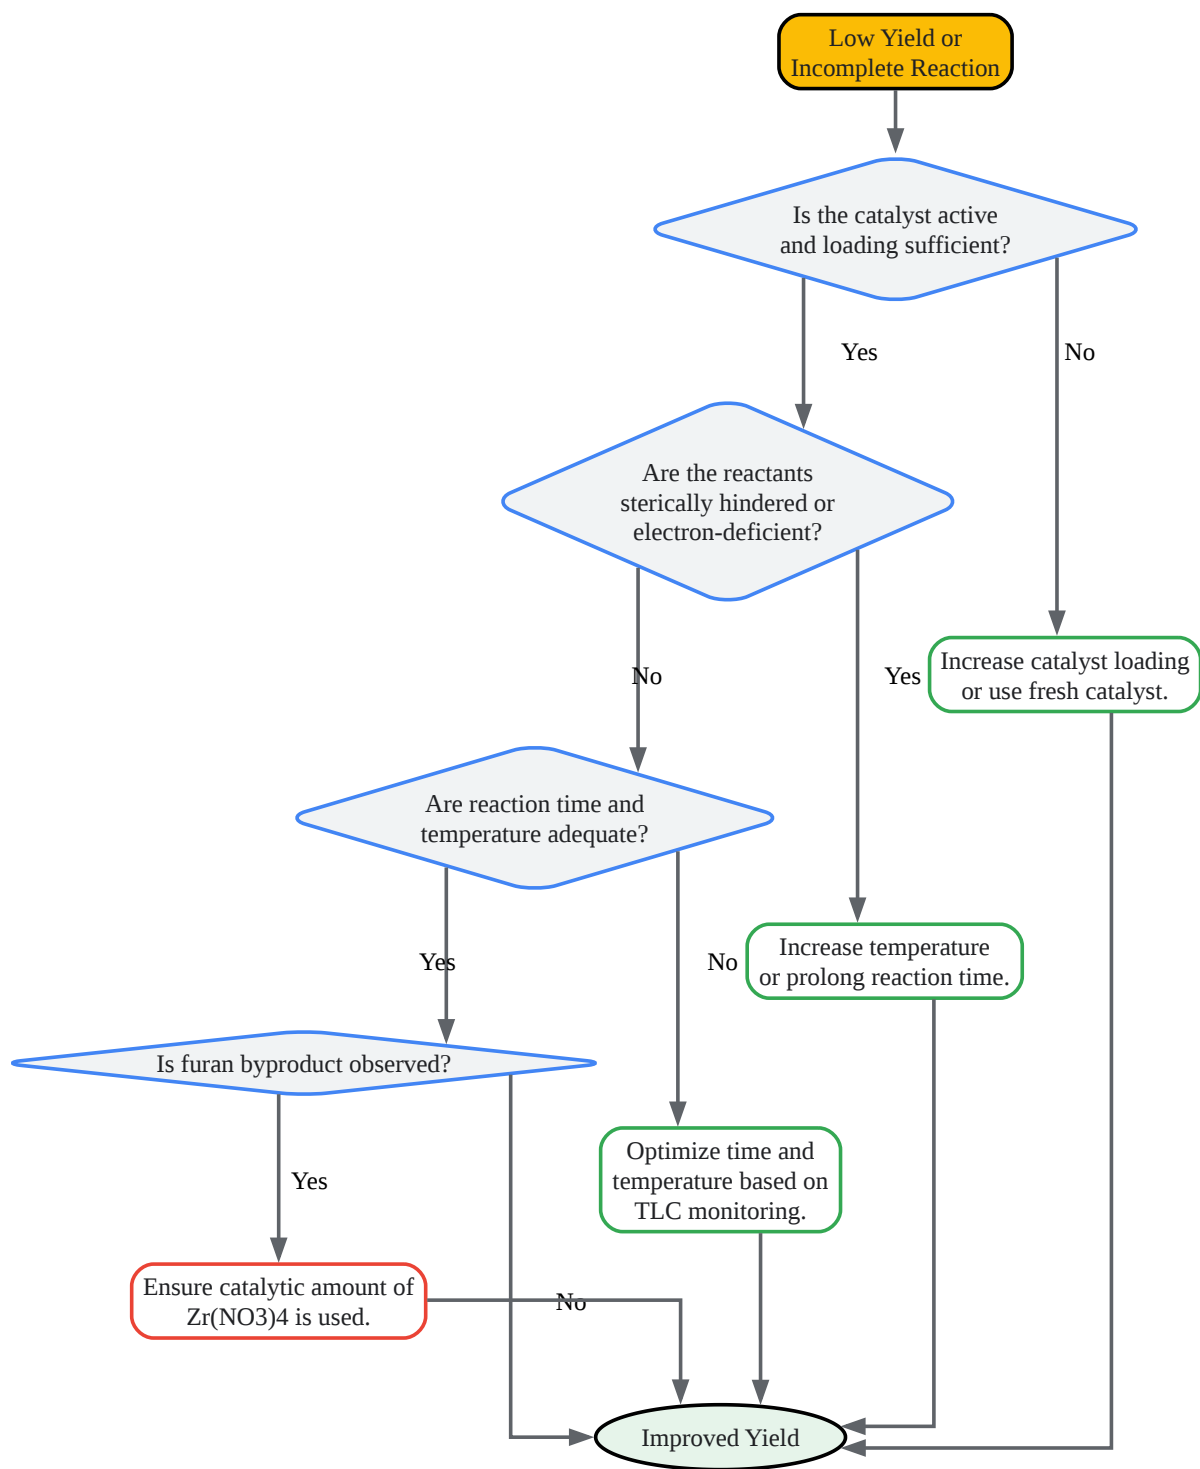 Low Yield or
Incomplete Reaction
Is the catalyst active
and loading sufficient?
Yes
No
Are the reactants
sterically hindered or
electron-deficient?
No
Yes
Increase catalyst loading
or use fresh catalyst.
Are reaction time and
temperature adequate?
Yes
No
Increase temperature
or prolong reaction time.
Is furan byproduct observed?
Yes
Optimize time and
temperature based on
TLC monitoring.
Ensure catalytic amount of
Zr(NO3)4 is used.
No
Improved Yield